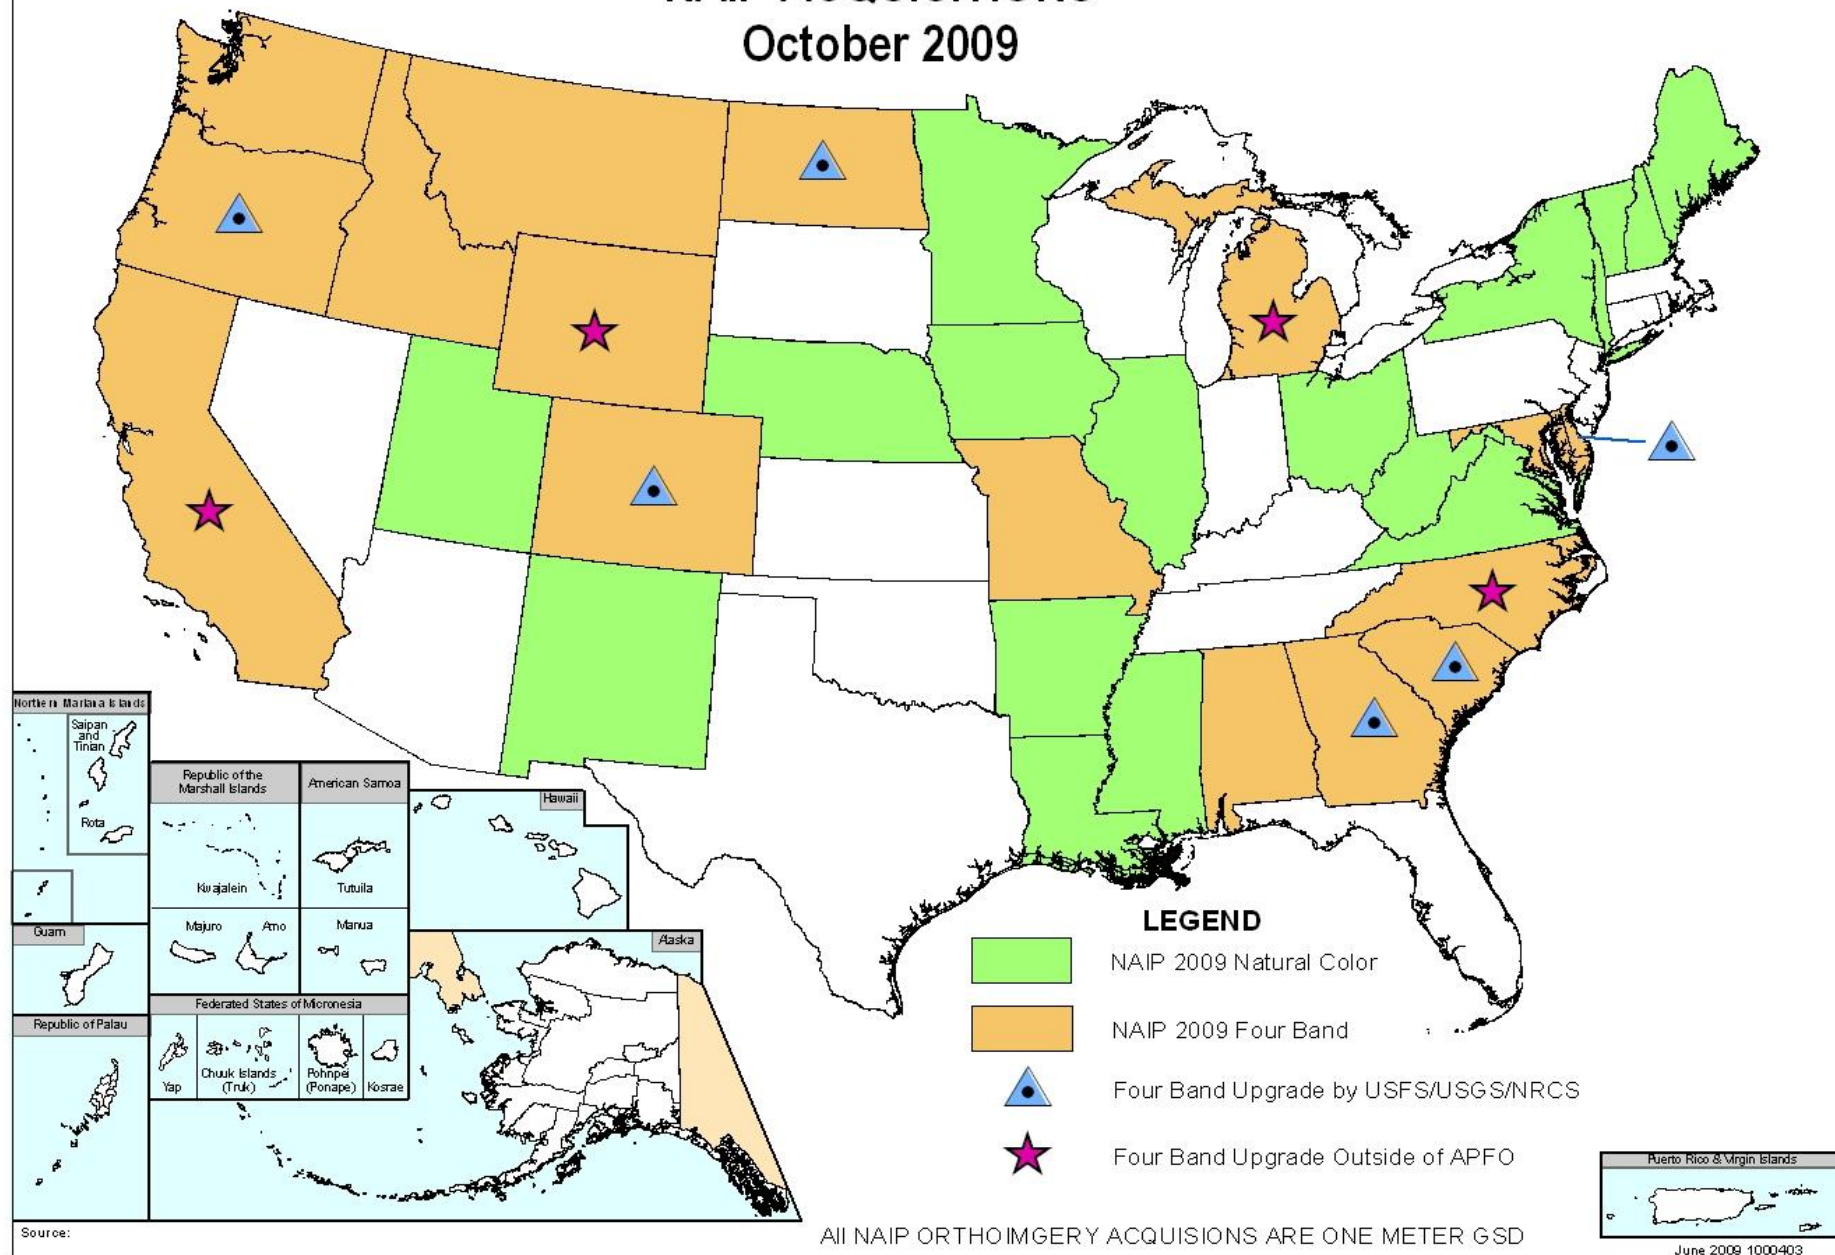 October 2009
Northern Mariana Islands
Saipan
and
Tinian
Rota
Republic of the
Marshall Islands
American Samoa
Hawaii
Kwajalein
Tutuila
Majuro
Arno
Manua
Guam
Alaska
Federated States of Micronesia
Republic of Palau
Yap
Chuuk Islands
(Truk)
Pohnpei
(Ponape)
Kosrae
LEGEND
NAIP 2009 Natural Color
NAIP 2009 Four Band
Four Band Upgrade by USFS/USGS/NRCS
Four Band Upgrade Outside of APFO
Puerto Rico & Virgin Islands
Source:
All NAIP ORTHOIMGERY ACQUISIONS ARE ONE METER GSD
June 2009 1000403